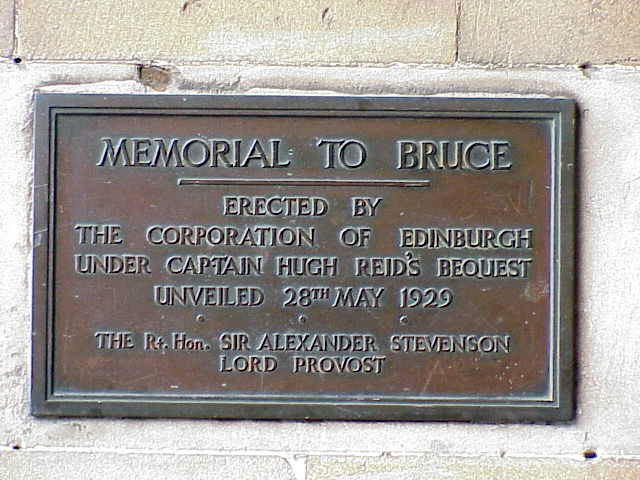 MEMORIAL TO BRUCE
ERECTED BY
THE CORPORATION OF EDINBURGH
UNDER CAPTAIN HUGH REID'S BEQUEST
UNVEILED 28TH MAY 1929
THE Rt. Hon. SIR ALEXANDER STEVENSON
LORD PROVOST